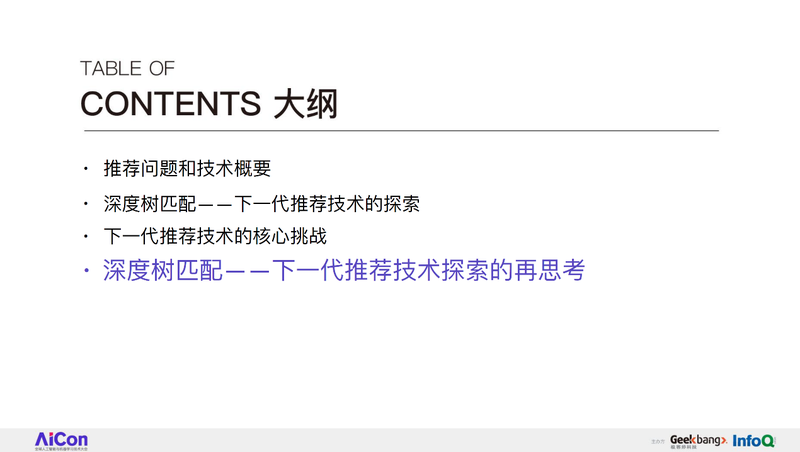 TABLE OF
CONTENTS 大纲
· 推荐问题和技术概要
· 深度树匹配——下一代推荐技术的探索
· 下一代推荐技术的核心挑战
· 深度树匹配——下一代推荐技术探索的再思考
AiCon
全球人工智能与机器学习技术大会
主办方 Geekbang> InfoQ
极客邦科技